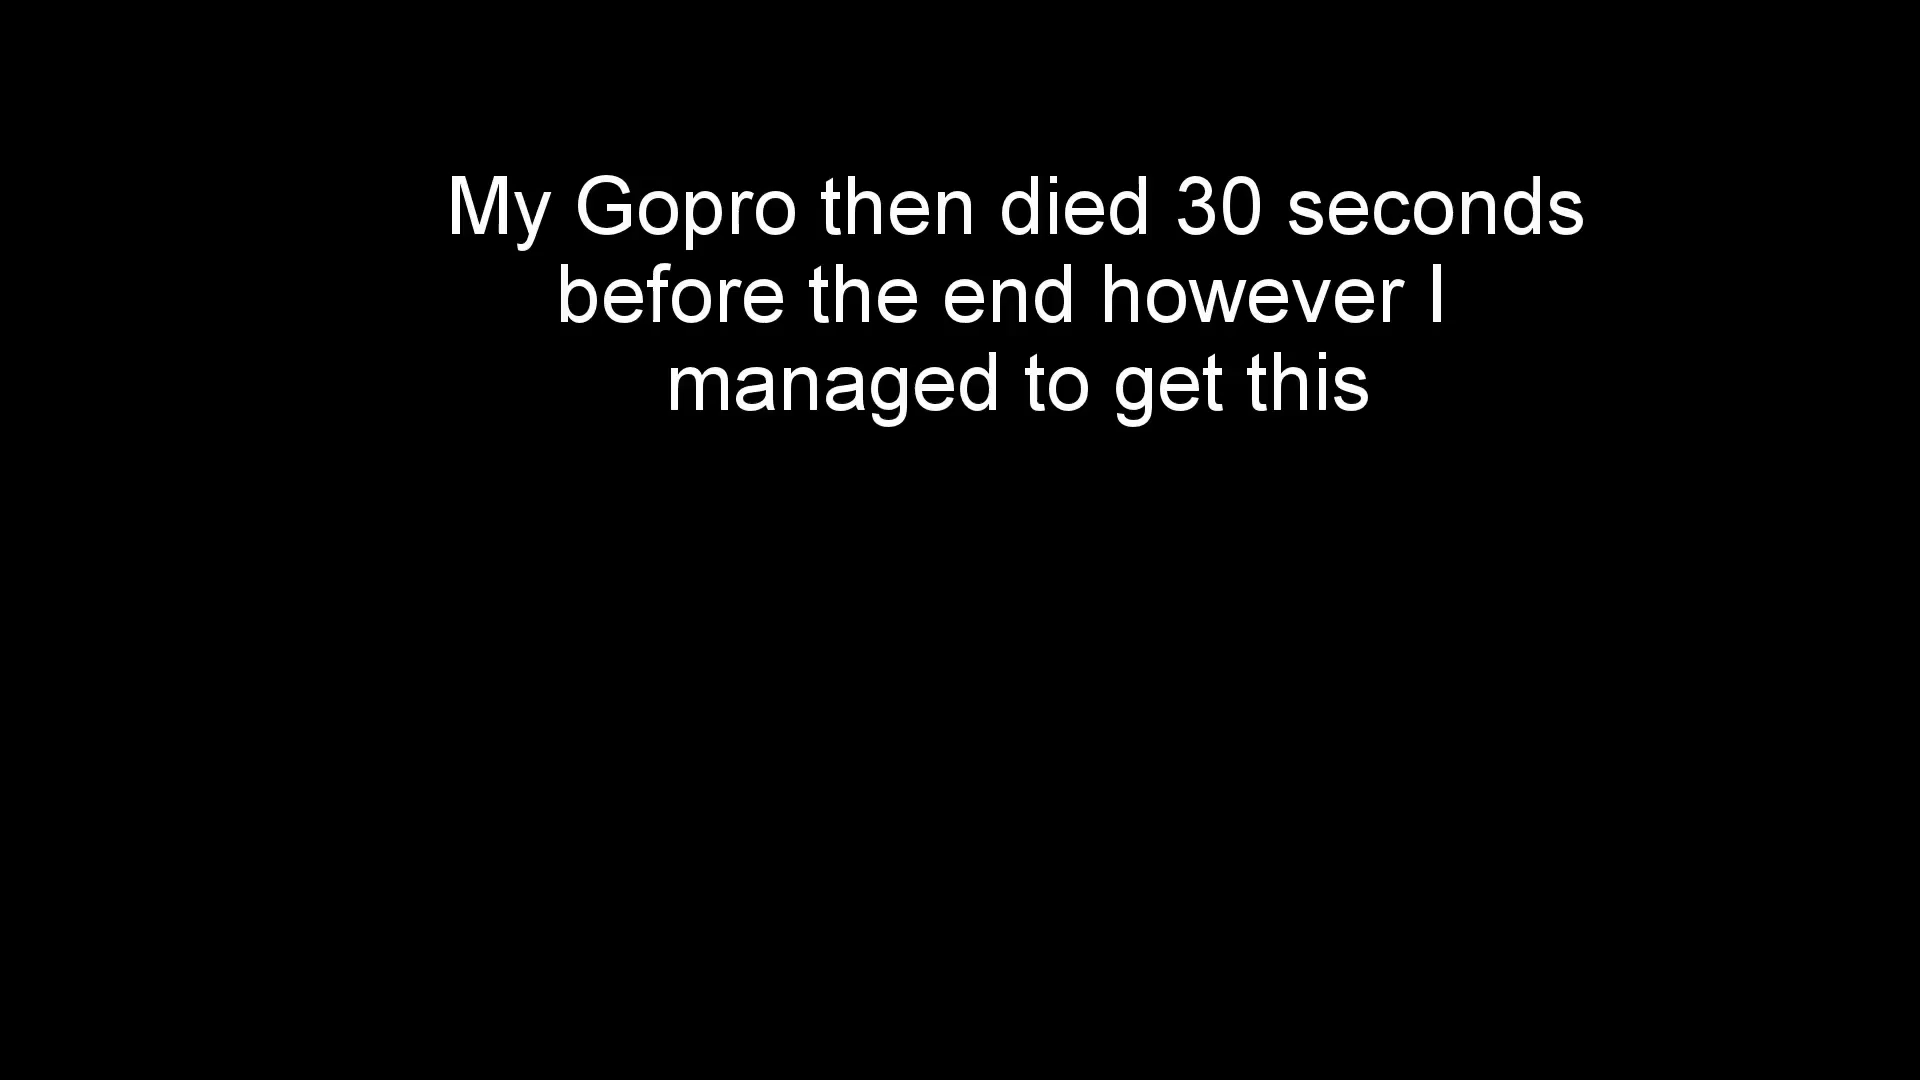 My Gopro then died 30 seconds
before the end however I
managed to get this